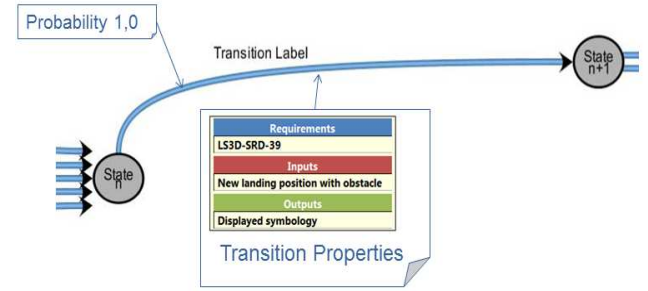 Probability 1,0
Transition Label
State
n+1
Requirements
LS3D-SRD-39
Inputs
New landing position with obstacle
Outputs
Displayed symbology
Transition Properties
State
n